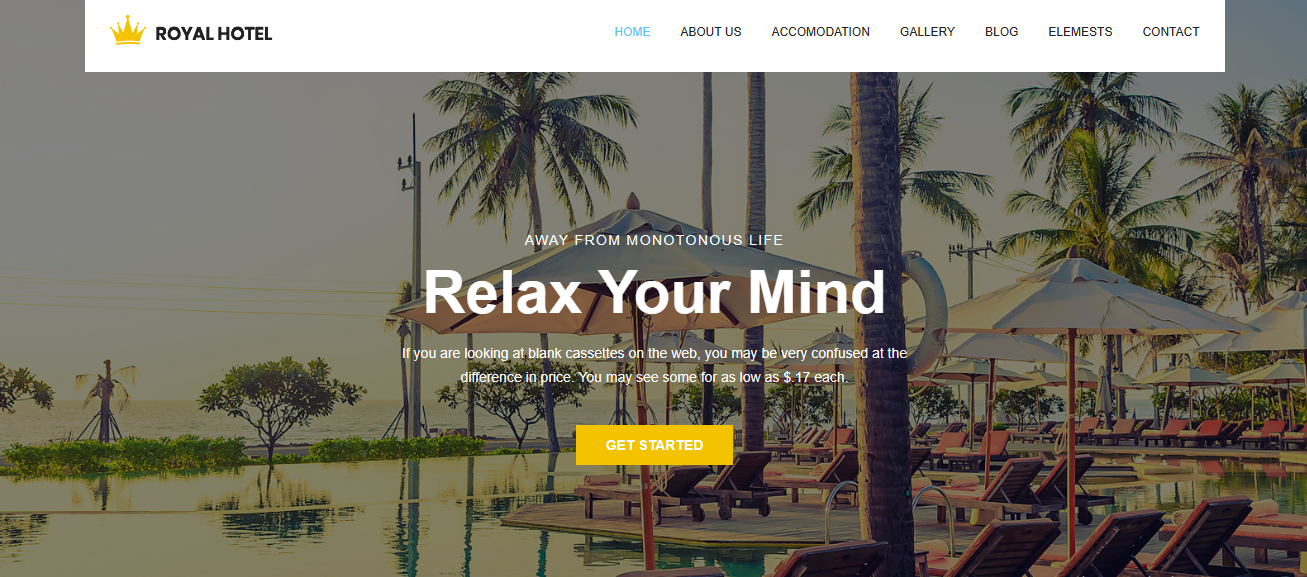 ROYAL HOTEL
HOME ABOUT US ACCOMODATION GALLERY BLOG ELEMENTS CONTACT
AWAY FROM MONOTONOUS LIFE
Relax Your Mind
If you are looking at blank cassettes on the web, you may be very confused at the
difference in price. You may see some for as low as $.17 each.
GET STARTED